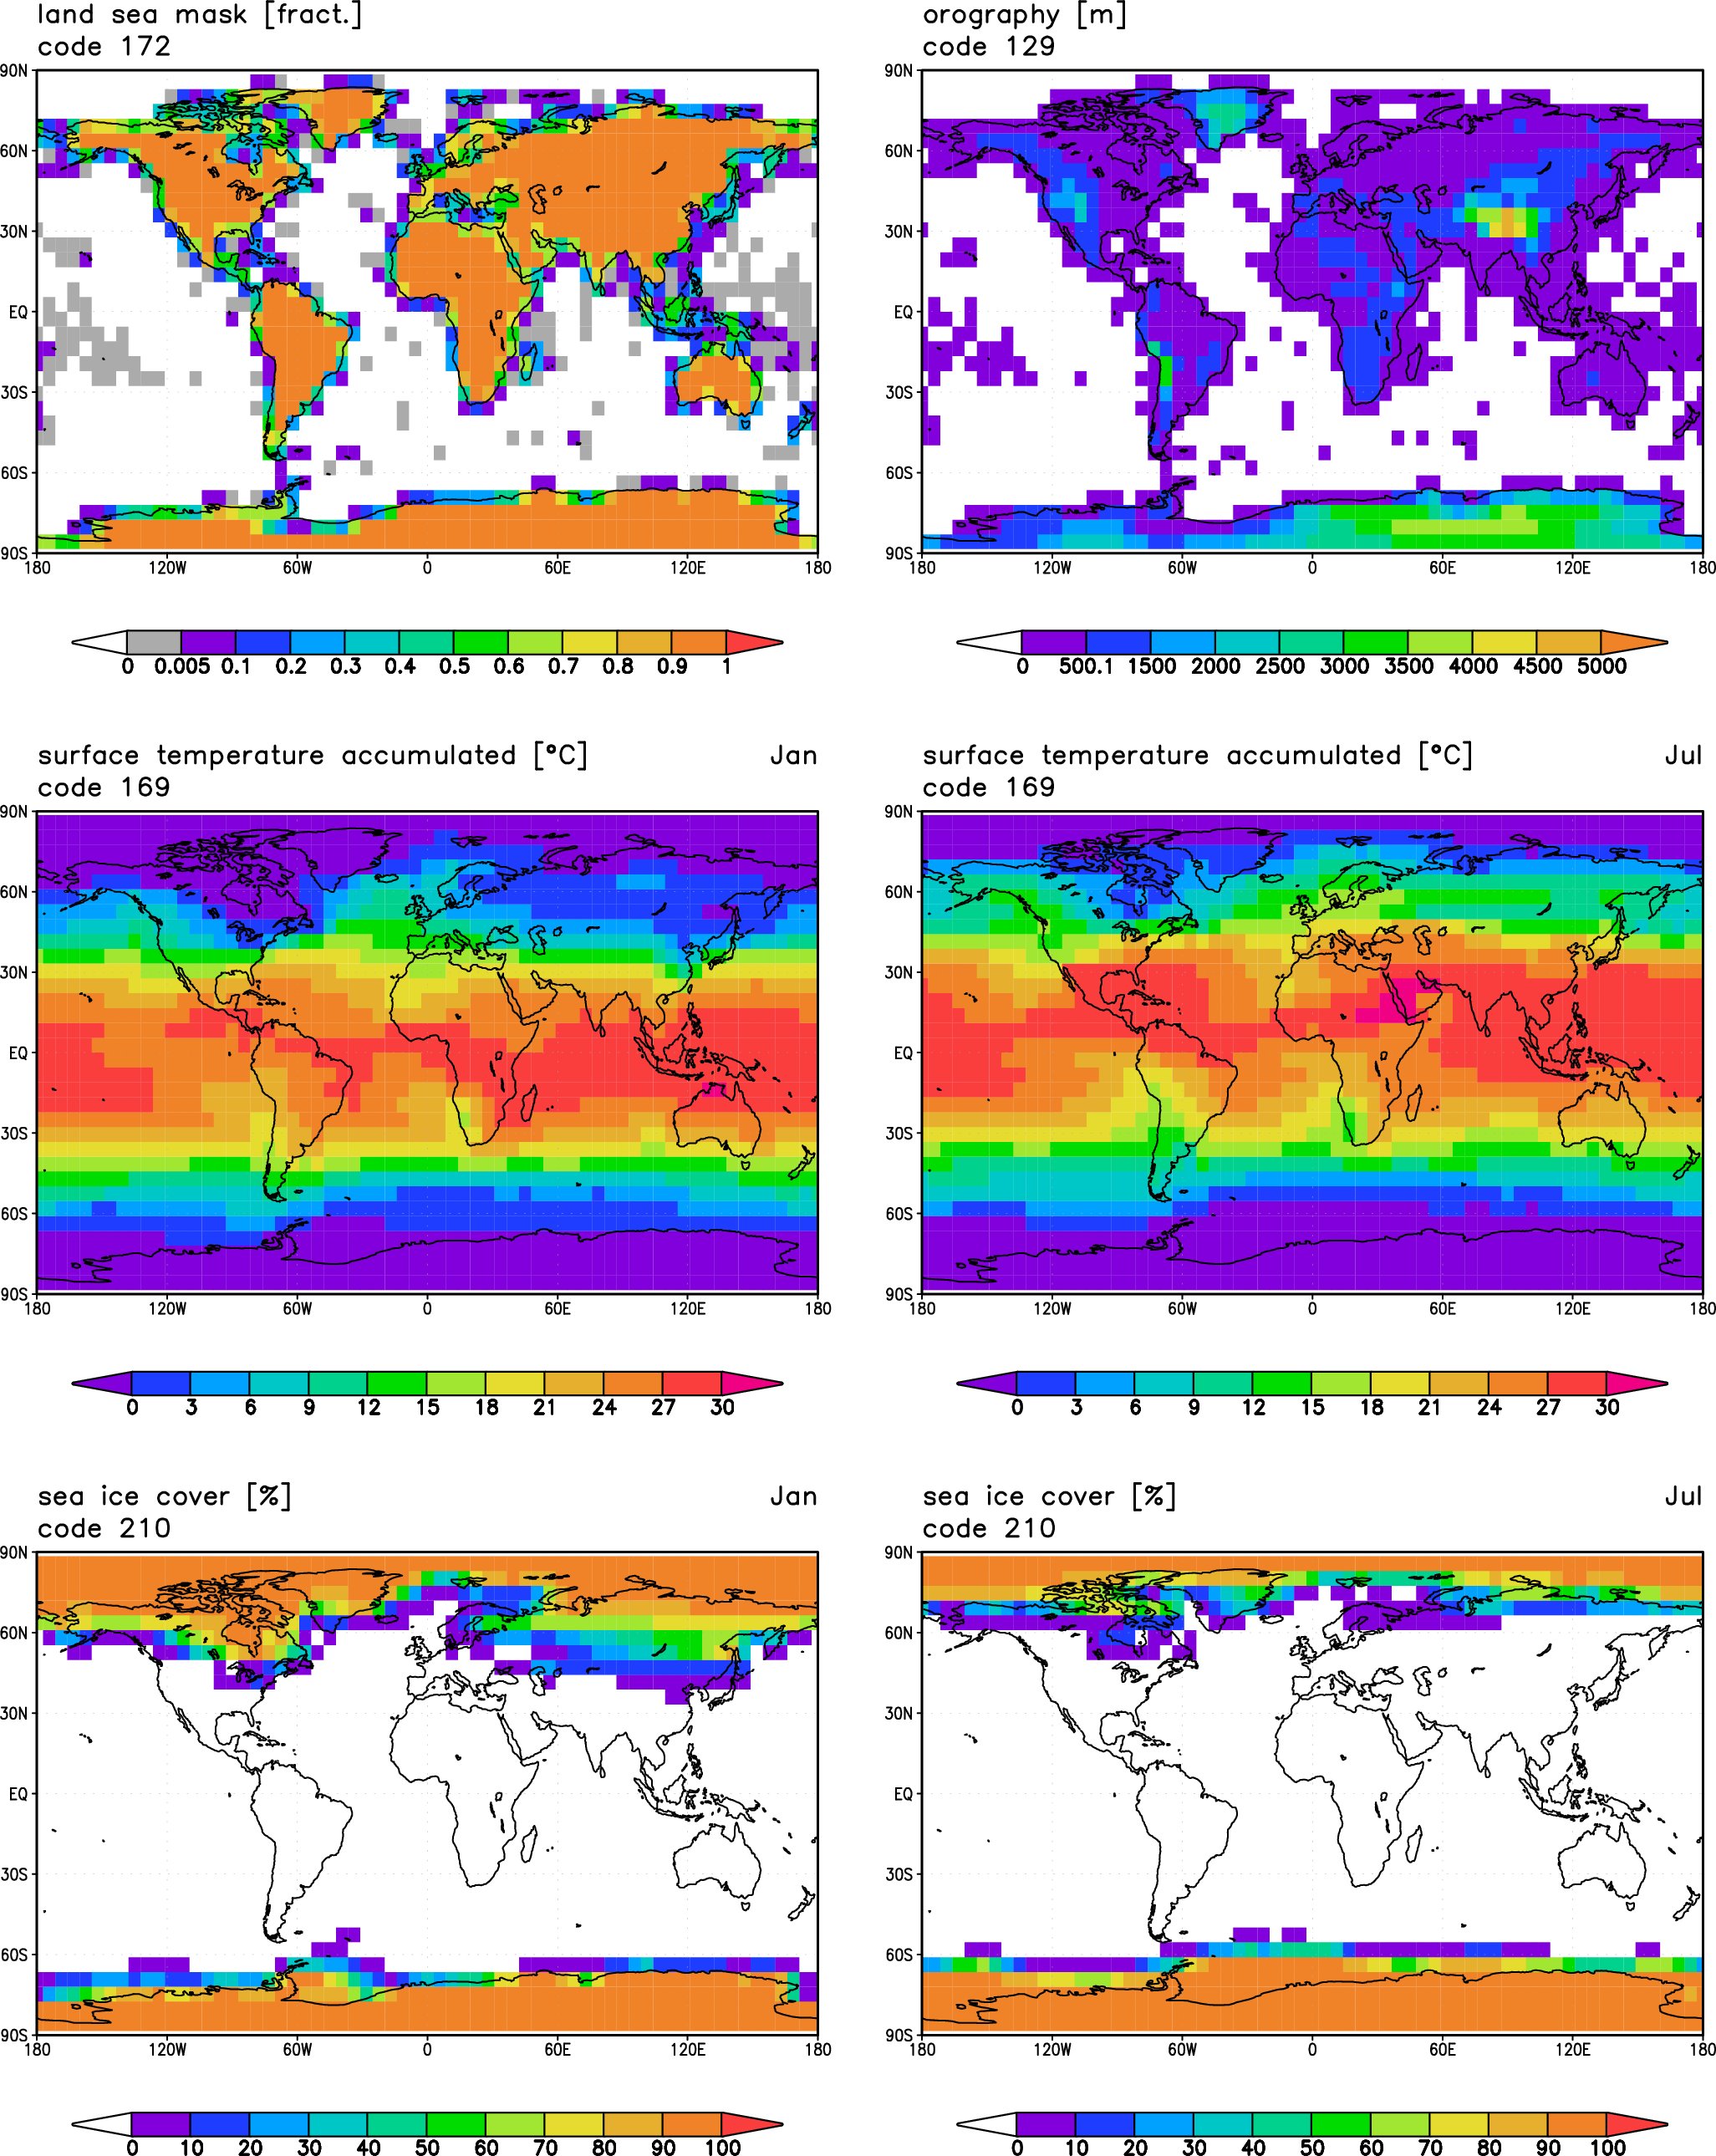 land sea mask [fract.]
code 172
90N
60N
30N
EQ
30S
60S
90S
180 120W 60W 0 60E 120E 180
0 0.005 0.1 0.2 0.3 0.4 0.5 0.6 0.7 0.8 0.9 1
orography [m]
code 129
90N
60N
30N
EQ
30S
60S
90S
180 120W 60W 0 60E 120E 180
0 500.1 1500 2000 2500 3000 3500 4000 4500 5000
surface temperature accumulated [°C] Jan
code 169
90N
60N
30N
EQ
30S
60S
90S
180 120W 60W 0 60E 120E 180
0 3 6 9 12 15 18 21 24 27 30
surface temperature accumulated [°C] Jul
code 169
90N
60N
30N
EQ
30S
60S
90S
180 120W 60W 0 60E 120E 180
0 3 6 9 12 15 18 21 24 27 30
sea ice cover [%] Jan
code 210
90N
60N
30N
EQ
30S
60S
90S
180 120W 60W 0 60E 120E 180
0 10 20 30 40 50 60 70 80 90 100
sea ice cover [%] Jul
code 210
90N
60N
30N
EQ
30S
60S
90S
180 120W 60W 0 60E 120E 180
0 10 20 30 40 50 60 70 80 90 100